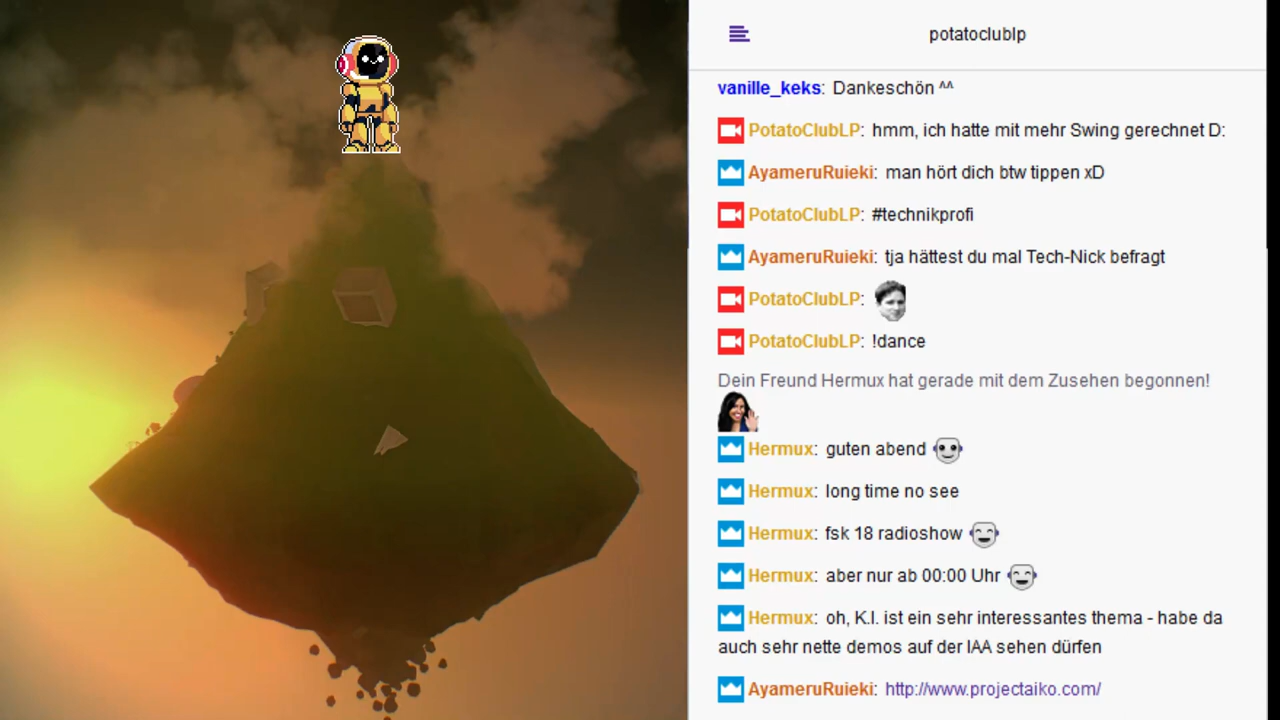 potatoclublp
vanille_keks: Dankeschön ^^
PotatoClubLP: hmm, ich hatte mit mehr Swing gerechnet D:
AyameruRuieki: man hört dich btw tippen xD
PotatoClubLP: #technikprofi
AyameruRuieki: tja hättest du mal Tech-Nick befragt
PotatoClubLP:
PotatoClubLP: !dance
Dein Freund Hermux hat gerade mit dem Zusehen begonnen!
Hermux: guten abend
Hermux: long time no see
Hermux: fsk 18 radioshow
Hermux: aber nur ab 00:00 Uhr
Hermux: oh, K.I. ist ein sehr interessantes thema - habe da
auch sehr nette demos auf der IAA sehen dürfen
AyameruRuieki: http://www.projectaiko.com/